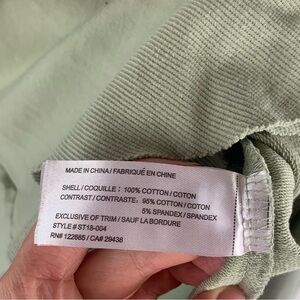 MADE IN CHINA / FABRIQUÉ EN CHINE
SHELL / COQUILLE : 100% COTTON / COTON
CONTRAST / CONTRASTE: 95% COTTON / COTON
5% SPANDEX / SPANDEX
EXCLUSIVE OF TRIM / SAUF LA BORDURE
STYLE # ST18-004
RN# 122665 / CA# 29438